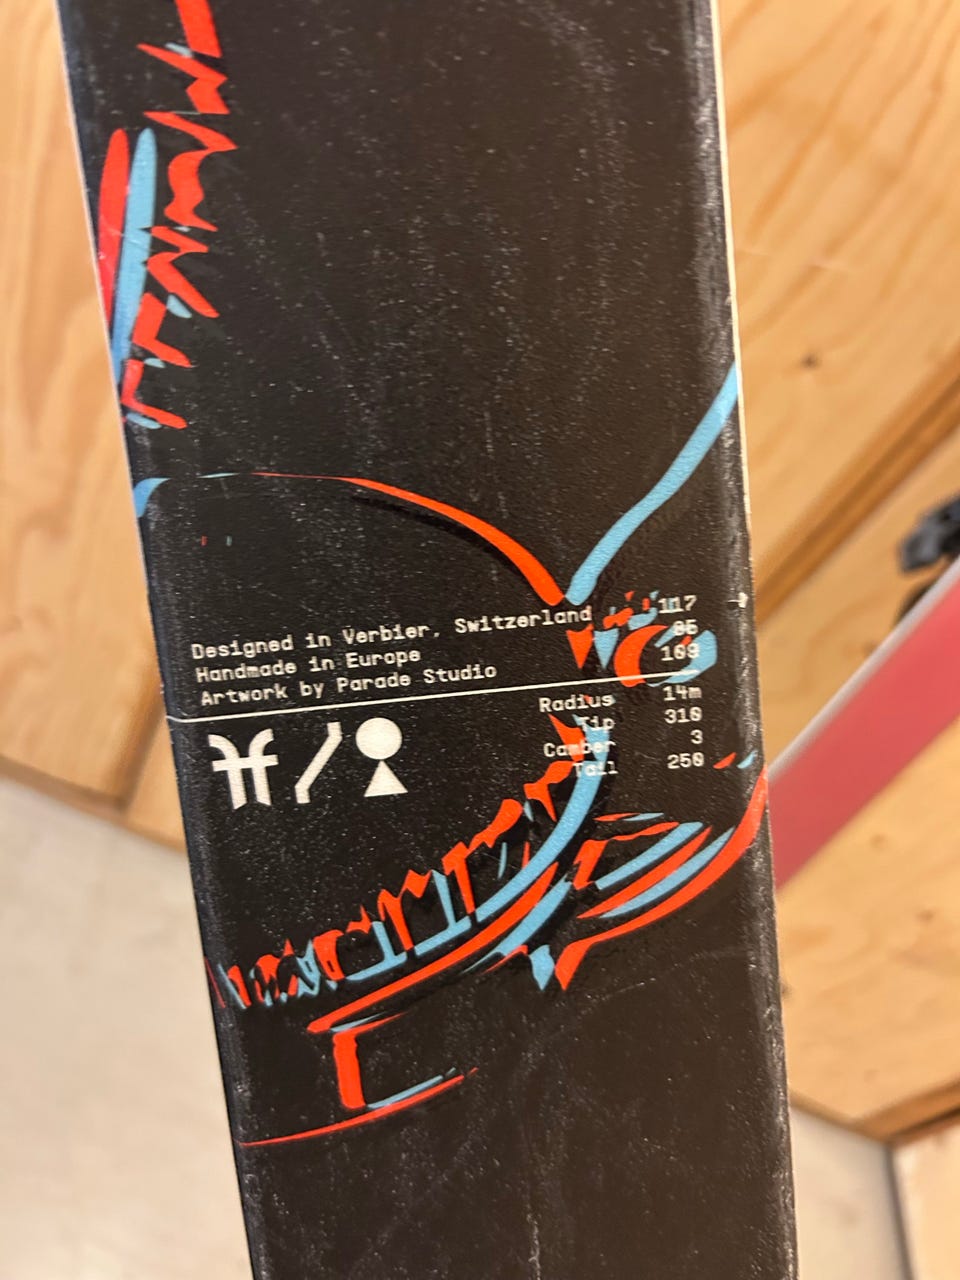 Designed in Verbier, Switzerland
Handmade in Europe
Artwork by Parade Studio
117
85
109
Radius 14m
Tip 310
Camber 3
Tail 250